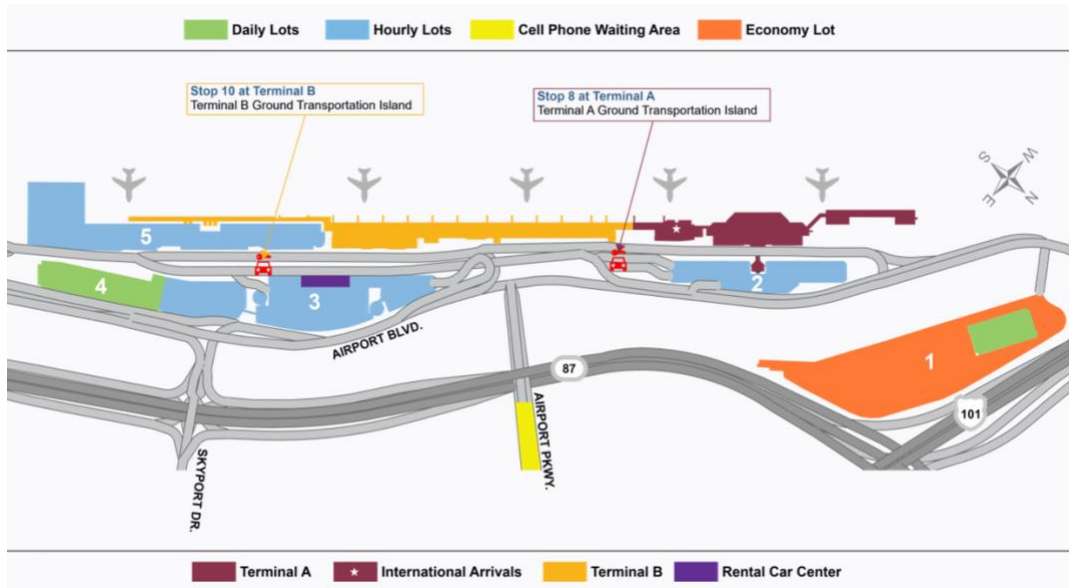 Daily Lots
Hourly Lots
Cell Phone Waiting Area
Economy Lot
Stop 10 at Terminal B
Terminal B Ground Transportation Island
Stop 8 at Terminal A
Terminal A Ground Transportation Island
S
W
E
N
5
4
3
2
1
AIRPORT BLVD.
87
101
SKYPORT DR.
AIRPORT PKWY.
Terminal A
International Arrivals
Terminal B
Rental Car Center